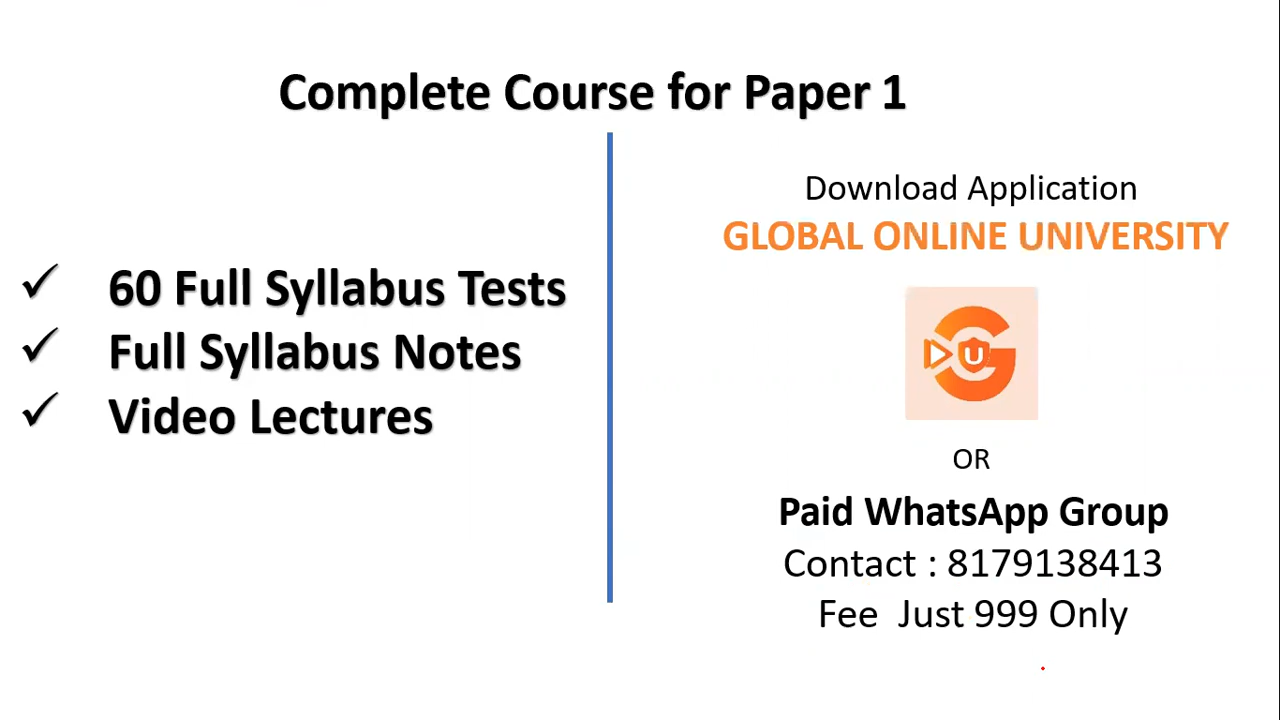 Complete Course for Paper 1
✓ 60 Full Syllabus Tests
✓ Full Syllabus Notes
✓ Video Lectures
Download Application
GLOBAL ONLINE UNIVERSITY
U
OR
Paid WhatsApp Group
Contact : 8179138413
Fee Just 999 Only